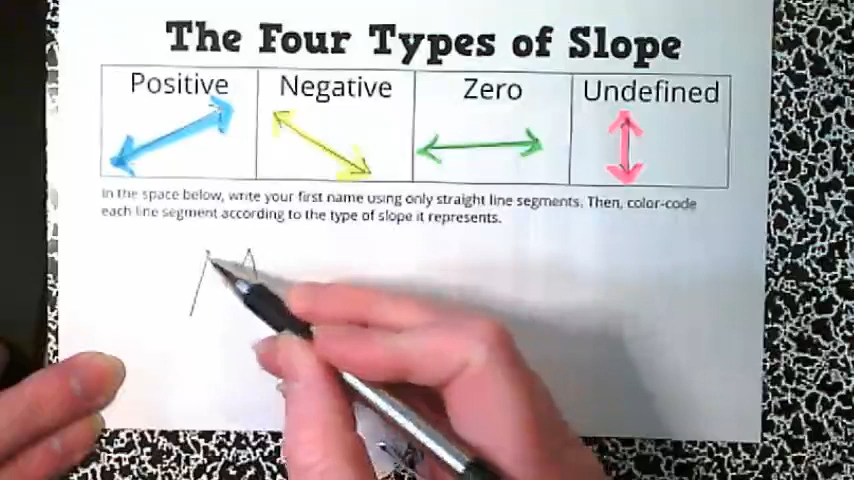 The Four Types of Slope
Positive Negative Zero Undefined
In the space below, write your first name using only straight line segments. Then, color-code
each line segment according to the type of slope it represents.